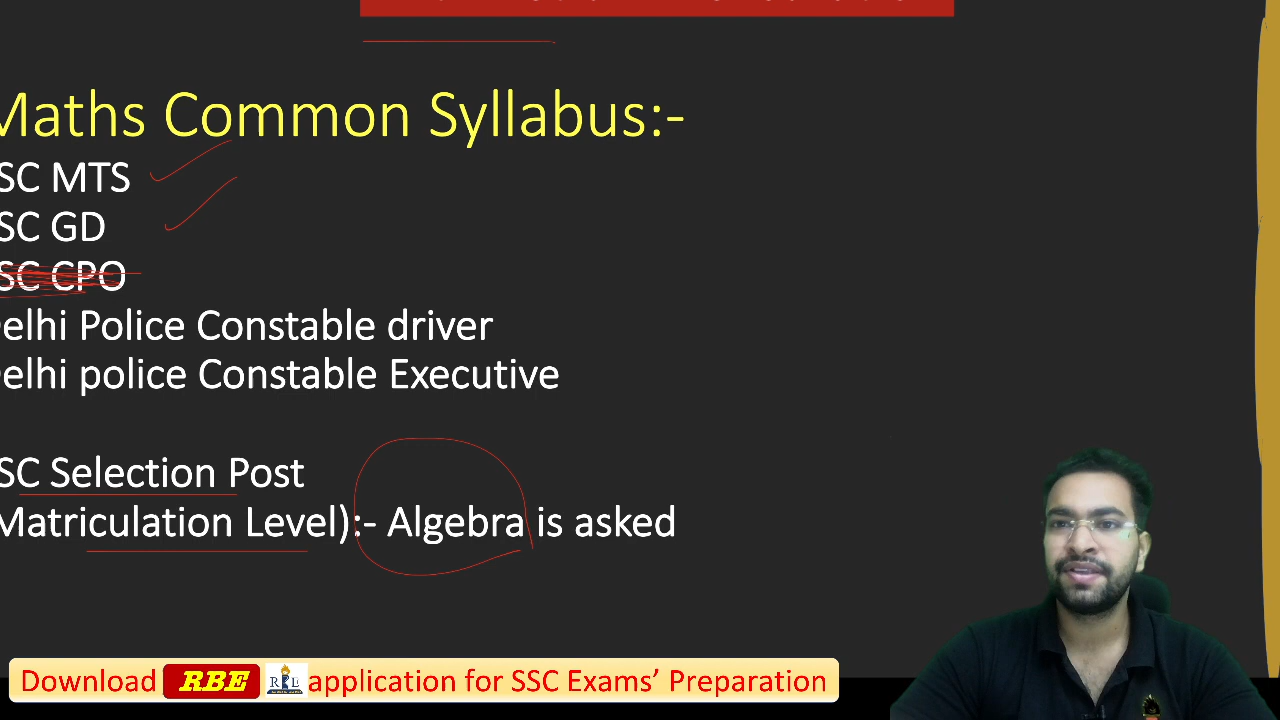 Maths Common Syllabus:-
SC MTS
SC GD
SC CPO
elhi Police Constable driver
elhi police Constable Executive
SC Selection Post
Matriculation Level):- Algebra is asked
Download RBE RBE application for SSC Exams’ Preparation